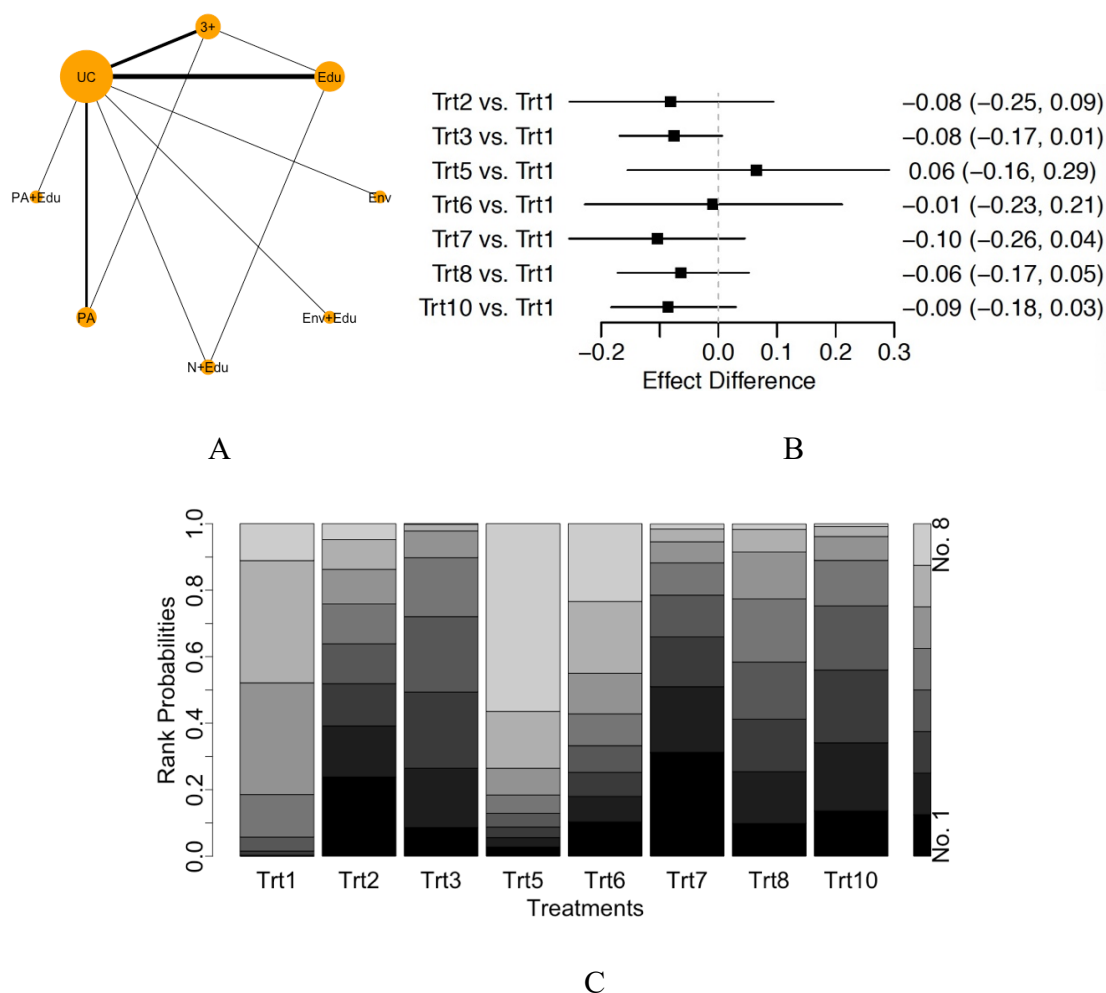 3+
UC
Edu
PA+Edu
Env
PA
Env+Edu
N+Edu
Trt2 vs. Trt1 −0.08 (−0.25, 0.09)
Trt3 vs. Trt1 −0.08 (−0.17, 0.01)
Trt5 vs. Trt1 0.06 (−0.16, 0.29)
Trt6 vs. Trt1 −0.01 (−0.23, 0.21)
Trt7 vs. Trt1 −0.10 (−0.26, 0.04)
Trt8 vs. Trt1 −0.06 (−0.17, 0.05)
Trt10 vs. Trt1 −0.09 (−0.18, 0.03)
−0.2 0.0 0.1 0.2 0.3
Effect Difference
A B
Rank Probabilities
1.0
0.8
0.6
0.4
0.2
0.0
No. 8
No. 1
Trt1 Trt2 Trt3 Trt5 Trt6 Trt7 Trt8 Trt10
Treatments
C